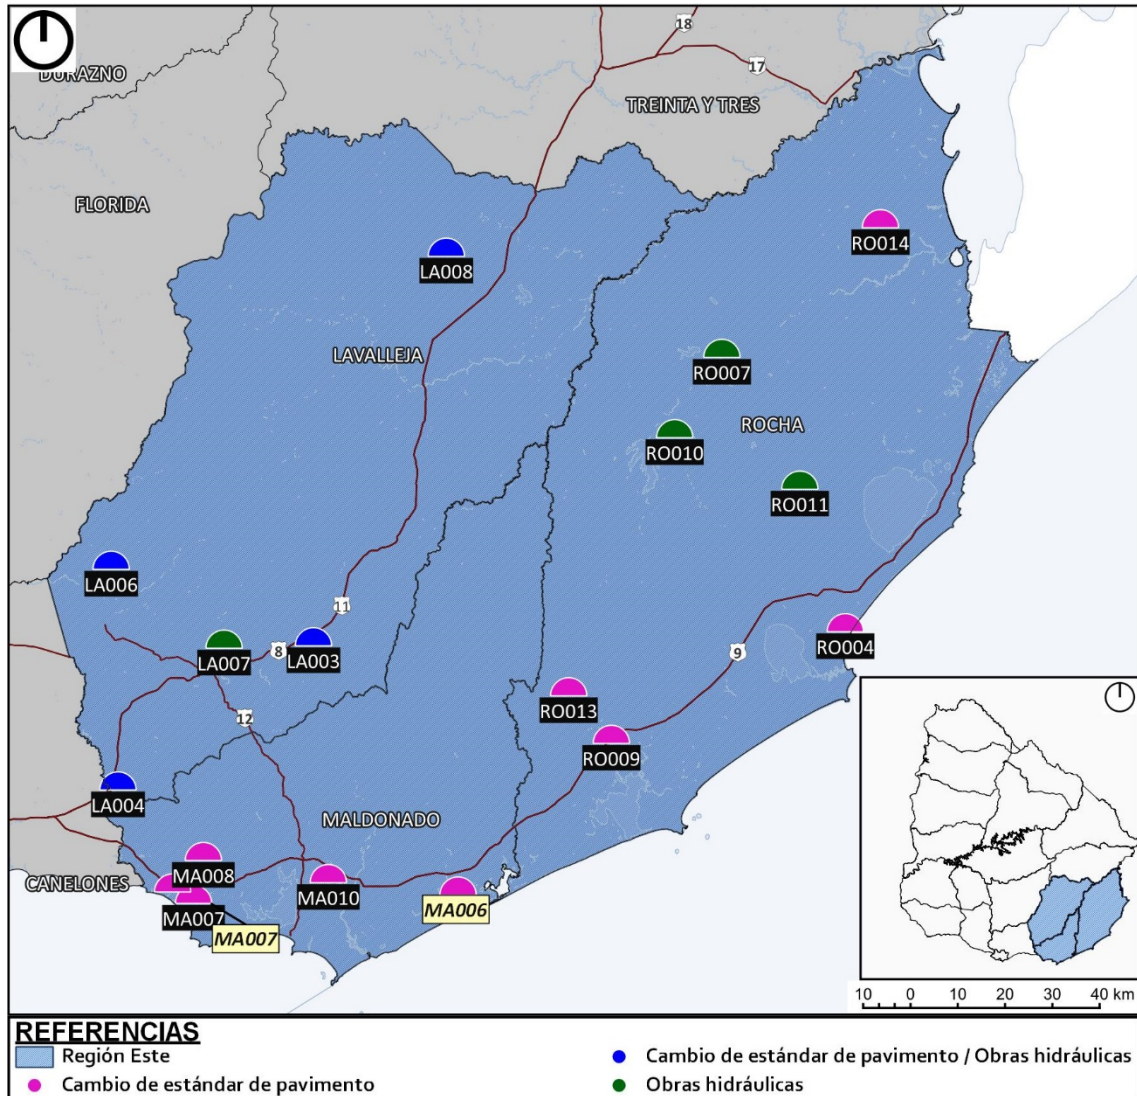 18
17
DURAZNO
TREINTA Y TRES
FLORIDA
RO014
LA008
LAVALLEJA
RO007
ROCHA
RO010
RO011
LA006
11
LA007
8
LA003
9
RO004
RO013
12
RO009
LA004
MALDONADO
MA008
CANELONES
MA010
MA006
MA007
MA007
10 0 10 20 30 40 km
REFERENCIAS
Región Este
Cambio de estándar de pavimento / Obras hidráulicas
Cambio de estándar de pavimento
Obras hidráulicas